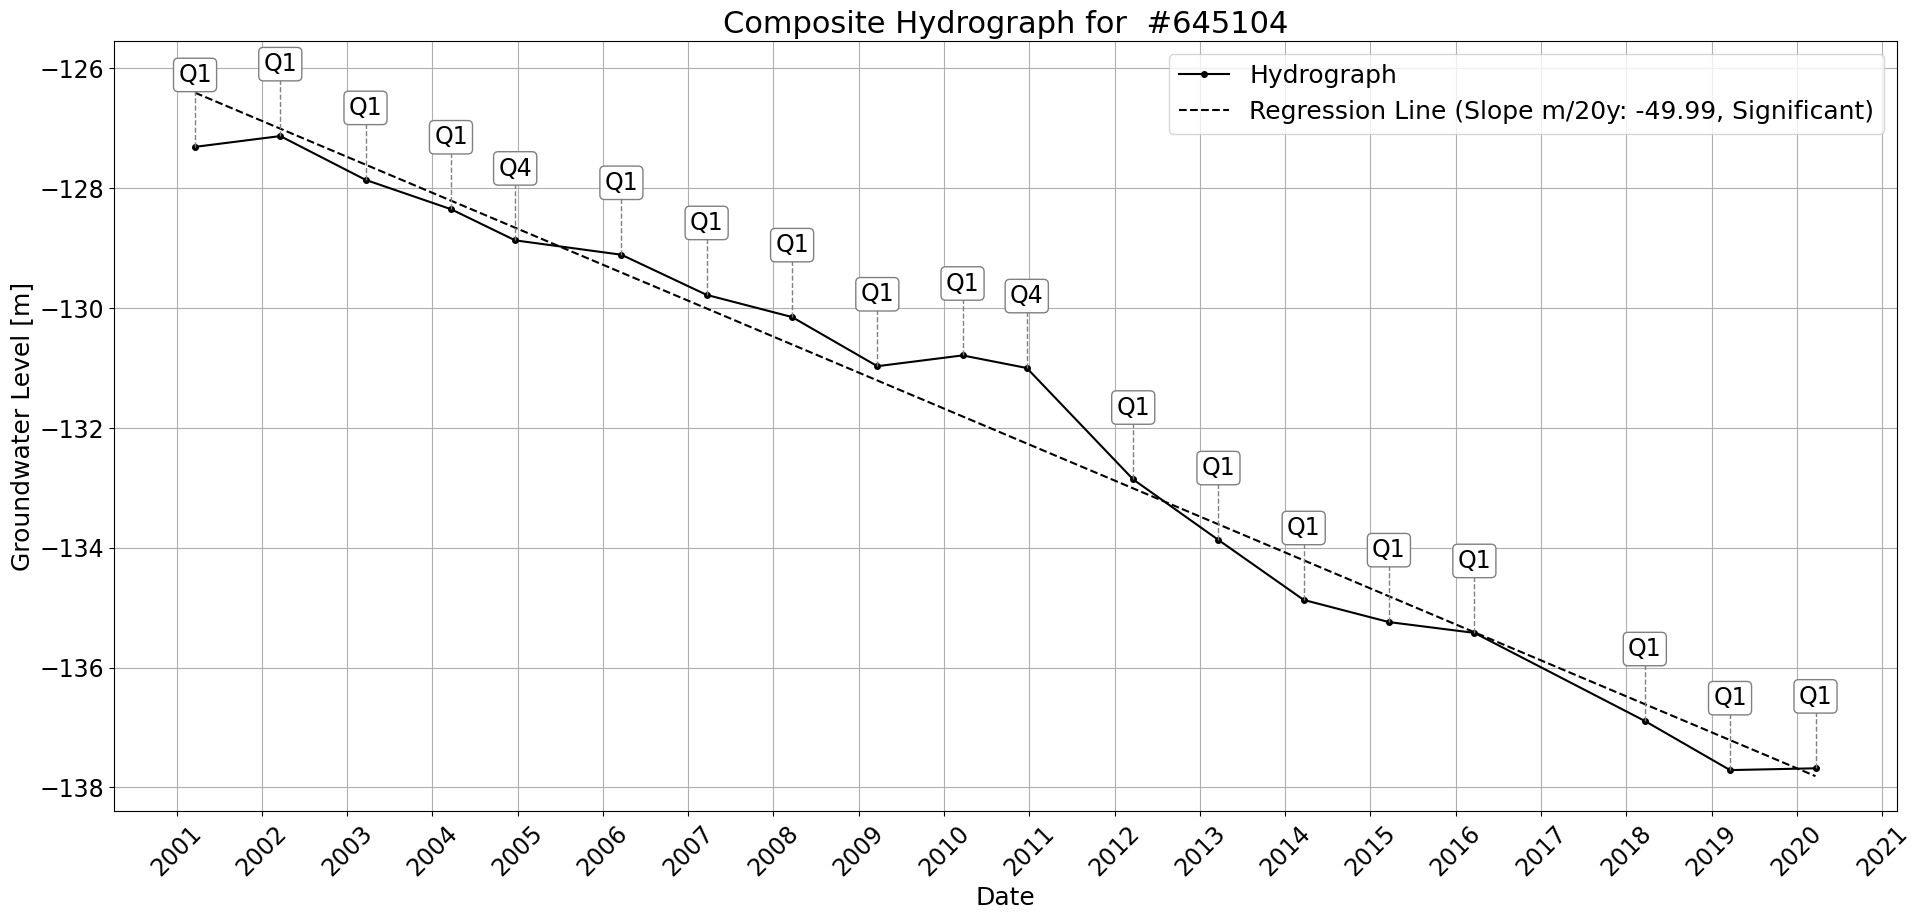 Composite Hydrograph for  #645104
Hydrograph
Regression Line (Slope m/20y: -49.99, Significant)
Groundwater Level [m]
−126
−128
−130
−132
−134
−136
−138
Q1
Q1
Q1
Q1
Q4
Q1
Q1
Q1
Q1
Q1
Q4
Q1
Q1
Q1
Q1
Q1
Q1
Q1
Q1
2001
2002
2003
2004
2005
2006
2007
2008
2009
2010
2011
2012
2013
2014
2015
2016
2017
2018
2019
2020
2021
Date